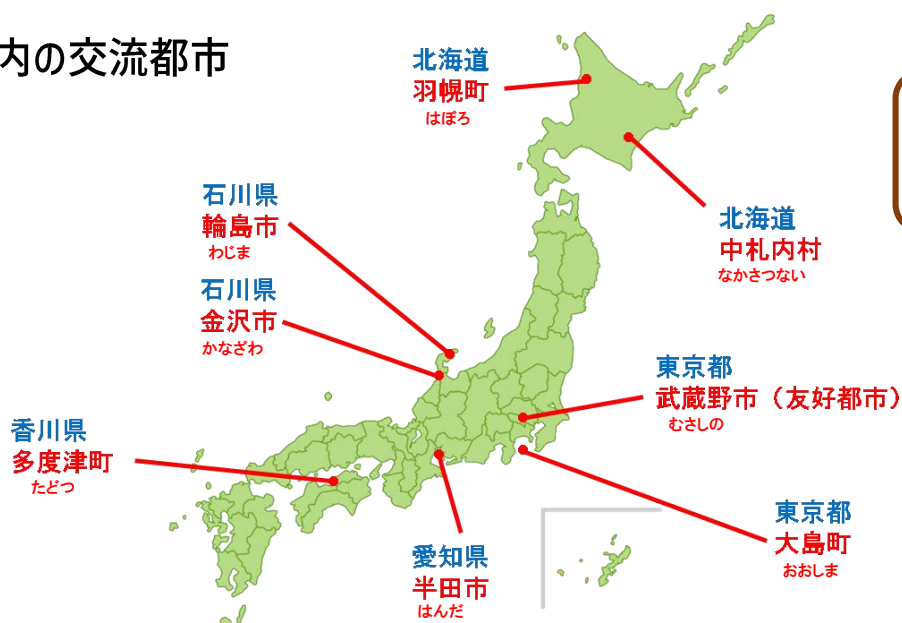 内の交流都市
北海道
羽幌町
はぼろ
北海道
中札内村
なかさつない
石川県
輪島市
わじま
石川県
金沢市
かなざわ
東京都
武蔵野市（友好都市）
むさしの
香川県
多度津町
たどつ
東京都
大島町
おおしま
愛知県
半田市
はんだ